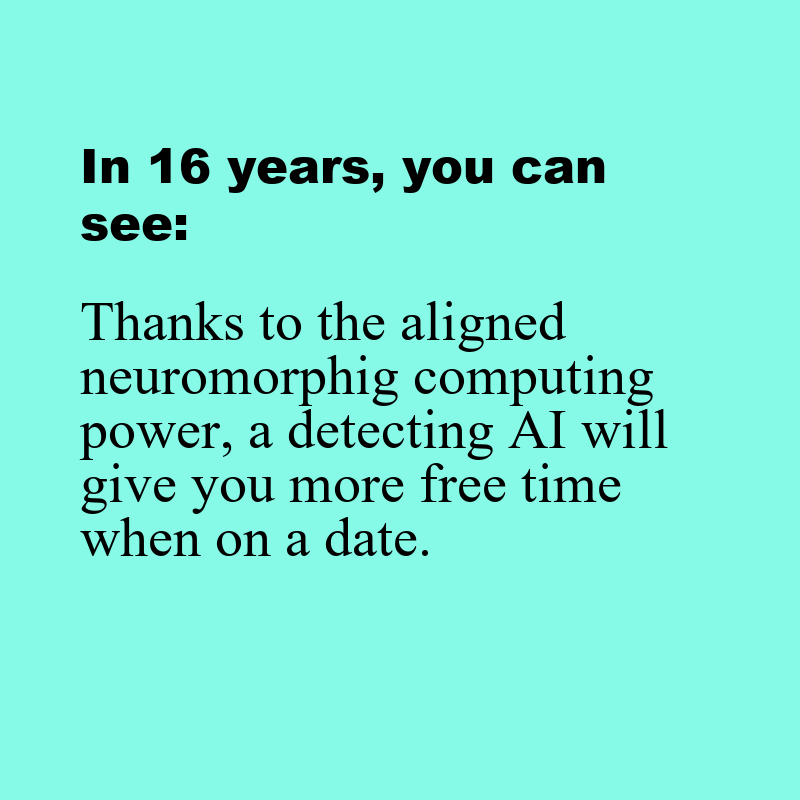 In 16 years, you can
see:
Thanks to the aligned
neuromorphig computing
power, a detecting AI will
give you more free time
when on a date.